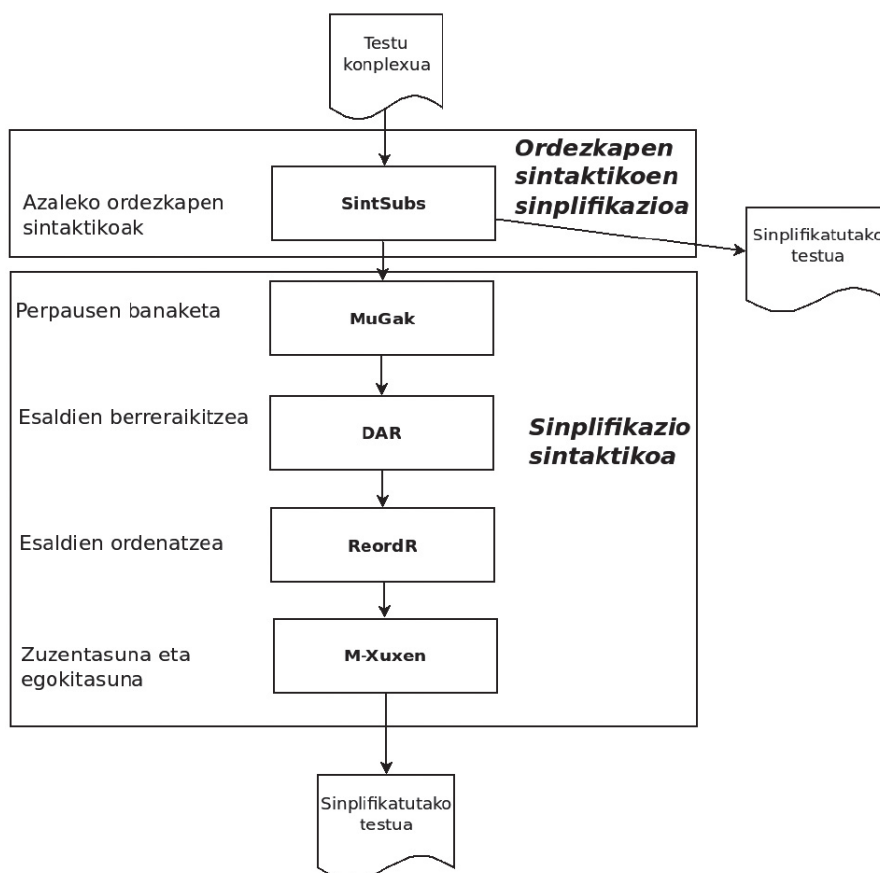 Testu
konplexua
Ordezkapen
sintaktikoen
sinplifikazioa
Azaleko ordezkapen
sintaktikoak
SintSubs
Sinplifikatutako
testua
Perpausen banaketa
MuGak
Esaldien berreraikitzea
DAR
Sinplifikazio
sintaktikoa
Esaldien ordenatzea
ReordR
Zuzentasuna eta
egokitasuna
M-Xuxen
Sinplifikatutako
testua